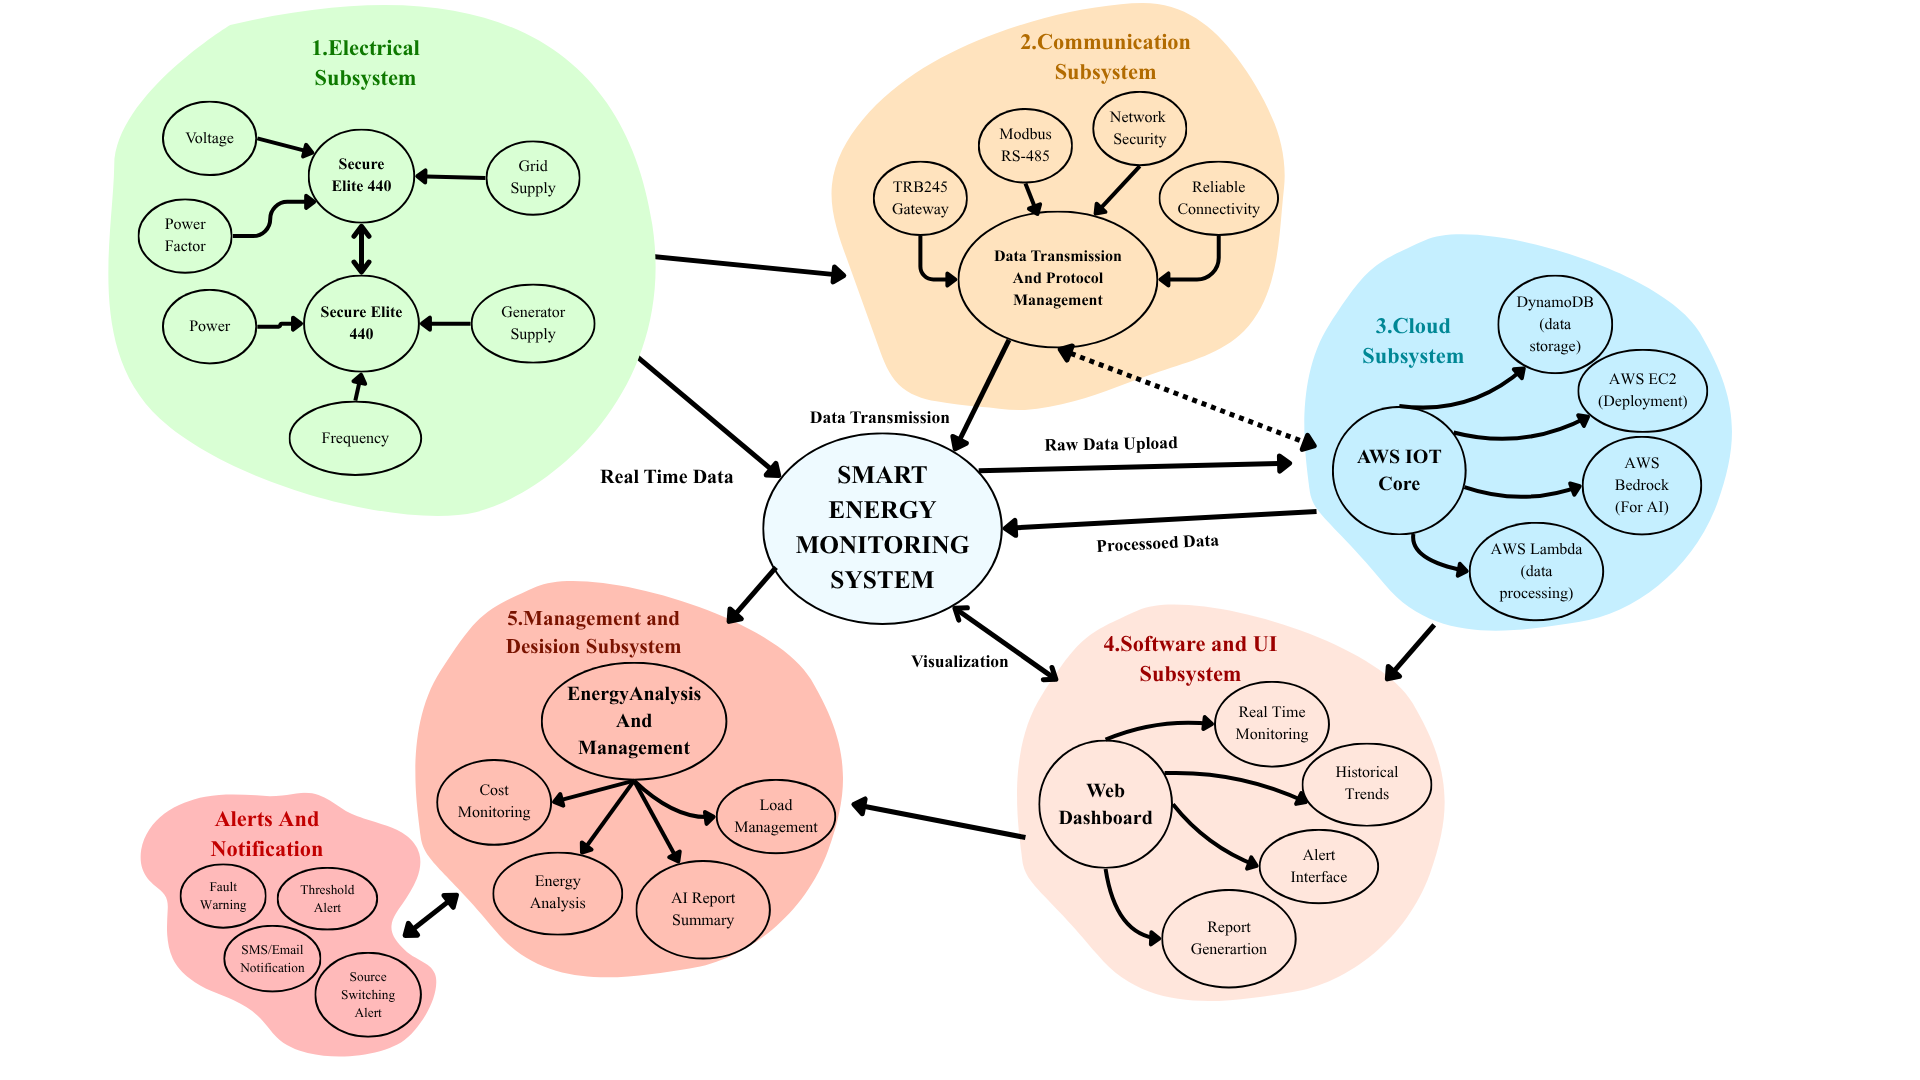 1.Electrical
Subsystem
Voltage
Secure
Elite 440
Grid
Supply
Power
Factor
Power
Secure Elite
440
Generator
Supply
Frequency
2.Communication
Subsystem
TRB245
Gateway
Modbus
RS-485
Network
Security
Reliable
Connectivity
Data Transmission
And Protocol
Management
3.Cloud
Subsystem
DynamoDB
(data
storage)
AWS EC2
(Deployment)
AWS
Bedrock
(For AI)
AWS Lambda
(data
processing)
AWS IOT
Core
Data Transmission
Real Time Data
Raw Data Upload
Processoed Data
Visualization
SMART
ENERGY
MONITORING
SYSTEM
4.Software and UI
Subsystem
Web
Dashboard
Real Time
Monitoring
Historical
Trends
Alert
Interface
Report
Generartion
5.Management and
Desision Subsystem
EnergyAnalysis
And
Management
Cost
Monitoring
Energy
Analysis
AI Report
Summary
Load
Management
Alerts And
Notification
Fault
Warning
Threshold
Alert
SMS/Email
Notification
Source
Switching
Alert